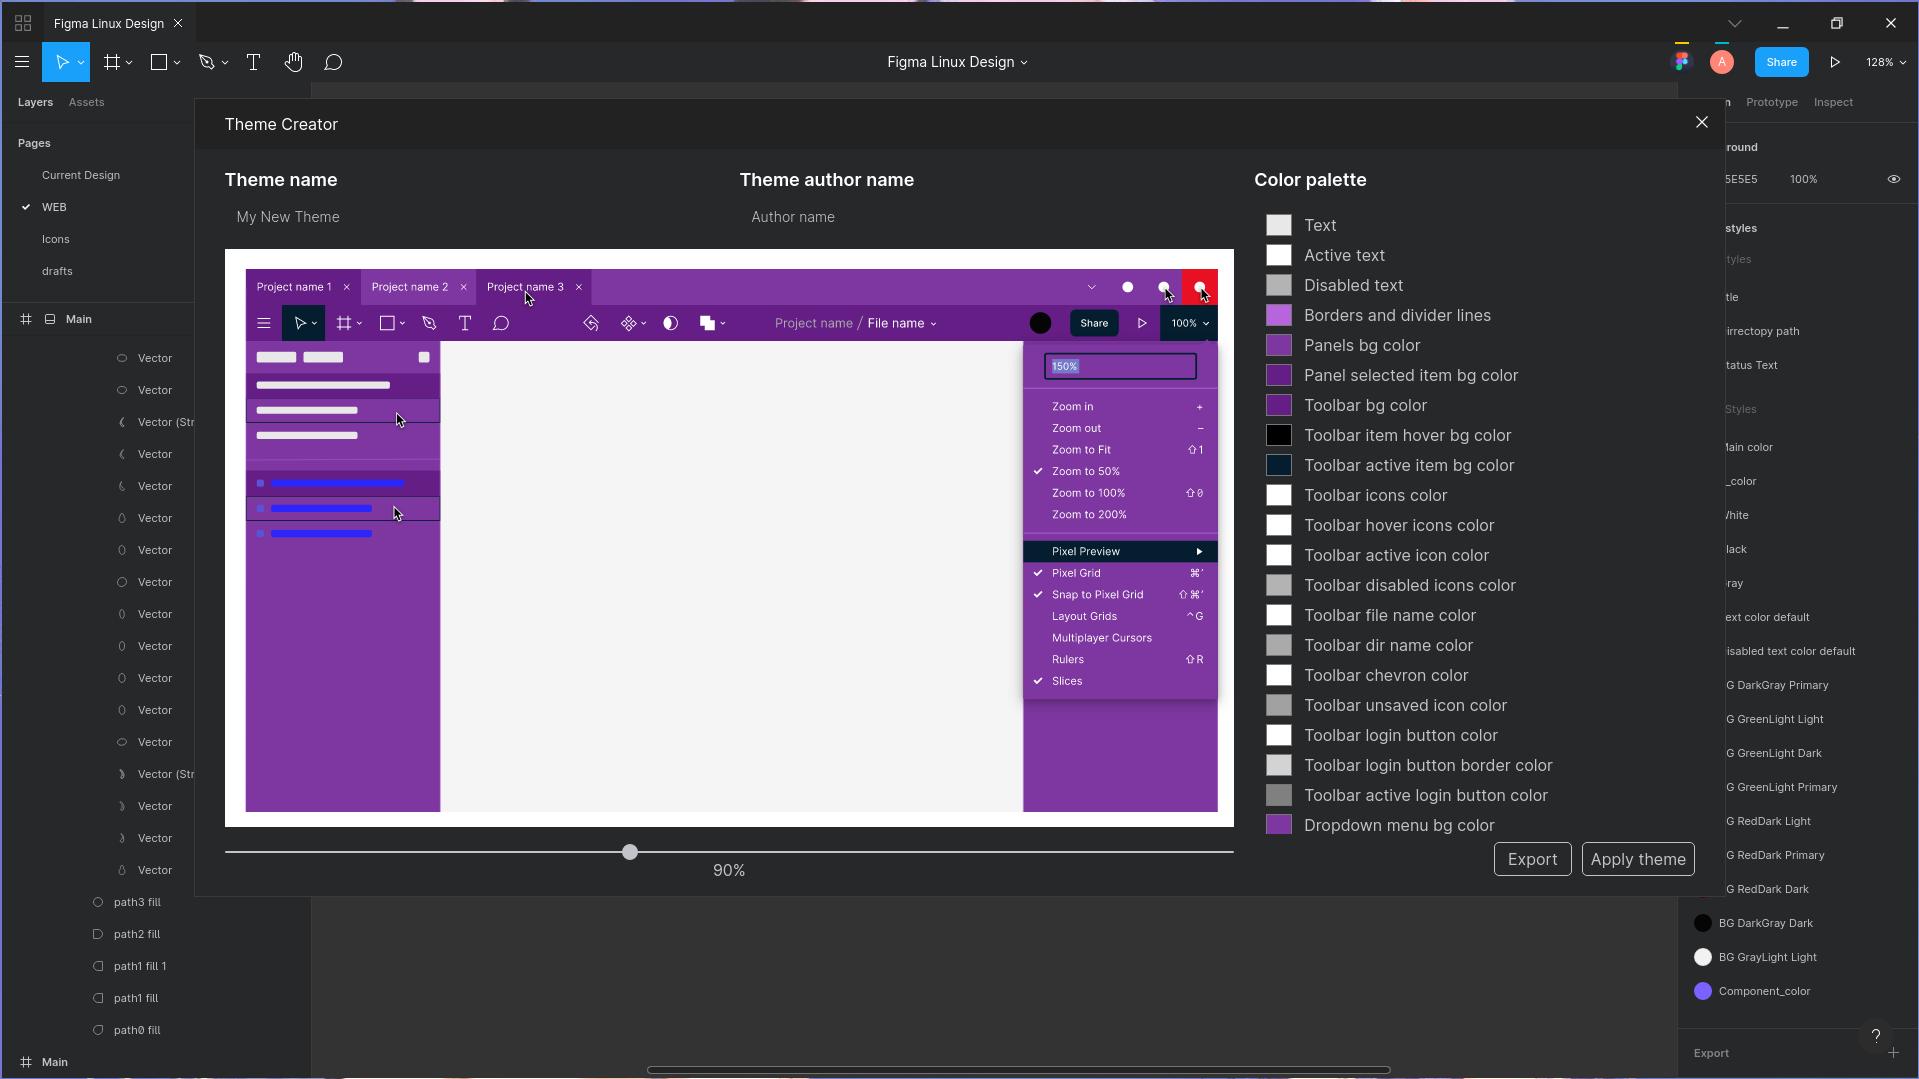 Figma Linux Design
Figma Linux Design
A
Share
128%
Layers
Assets
Prototype
Inspect
Pages
Current Design
WEB
Icons
drafts
Main
Vector
Vector
Vector (Str
Vector
Vector
Vector
Vector
Vector
Vector
Vector
Vector
Vector
Vector
Vector (Str
Vector
Vector
Vector
path3 fill
path2 fill
path1 fill 1
path1 fill
path0 fill
Main
Theme Creator
Theme name
My New Theme
Theme author name
Author name
Project name 1
Project name 2
Project name 3
Project name / File name
Share
100%
150%
Zoom in +
Zoom out –
Zoom to Fit ⇧1
Zoom to 50%
Zoom to 100% ⇧0
Zoom to 200%
Pixel Preview
Pixel Grid ⌘'
Snap to Pixel Grid ⇧⌘'
Layout Grids ^G
Multiplayer Cursors
Rulers ⇧R
Slices
90%
Color palette
Text
Active text
Disabled text
Borders and divider lines
Panels bg color
Panel selected item bg color
Toolbar bg color
Toolbar item hover bg color
Toolbar active item bg color
Toolbar icons color
Toolbar hover icons color
Toolbar active icon color
Toolbar disabled icons color
Toolbar file name color
Toolbar dir name color
Toolbar chevron color
Toolbar unsaved icon color
Toolbar login button color
Toolbar login button border color
Toolbar active login button color
Dropdown menu bg color
Export
Apply theme
n
round
5E5E5 100%
styles
tyles
tle
irrectopy path
tatus Text
Styles
lain color
_color
hite
lack
ray
ext color default
isabled text color default
G DarkGray Primary
G GreenLight Light
G GreenLight Dark
G GreenLight Primary
G RedDark Light
G RedDark Primary
G RedDark Dark
BG DarkGray Dark
BG GrayLight Light
Component_color
?
Export